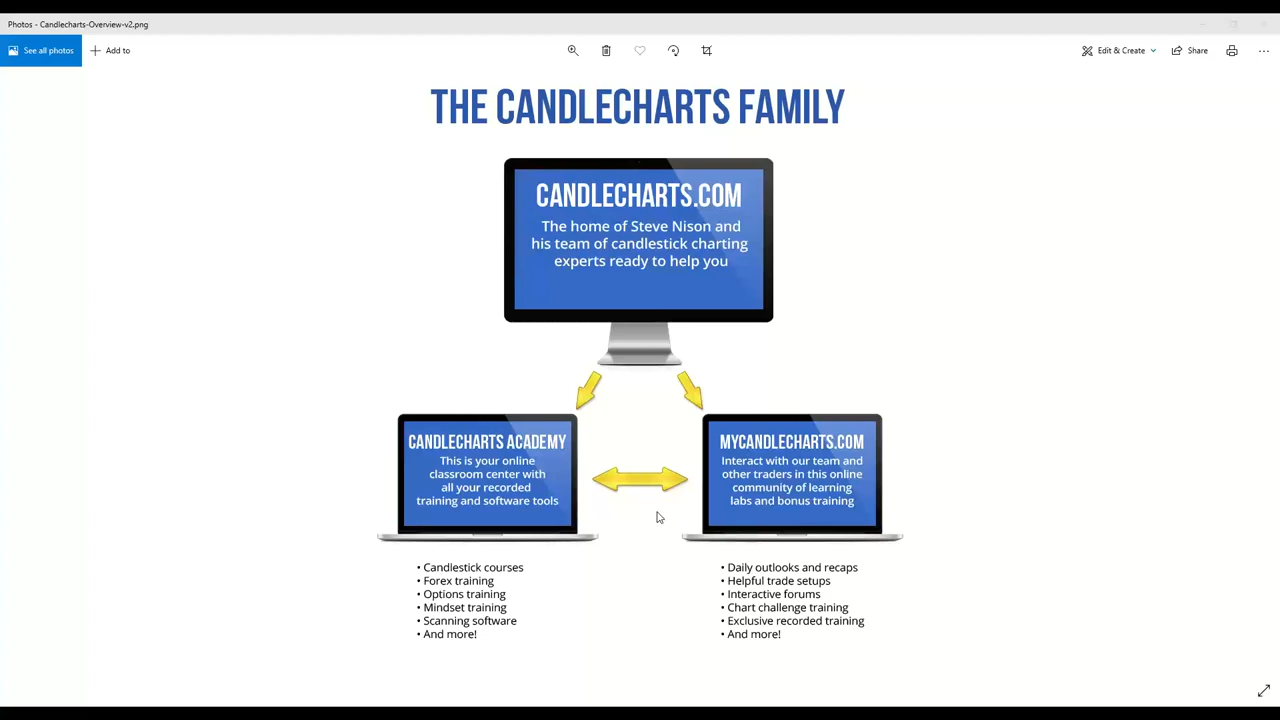 Photos - Candlecharts-Overview-v2.png
See all photos
Add to
Edit & Create
Share
THE CANDLECHARTS FAMILY
CANDLECHARTS.COM
The home of Steve Nison and
his team of candlestick charting
experts ready to help you
CANDLECHARTS ACADEMY
This is your online
classroom center with
all your recorded
training and software tools
• Candlestick courses
• Forex training
• Options training
• Mindset training
• Scanning software
• And more!
MYCANDLECHARTS.COM
Interact with our team and
other traders in this online
community of learning
labs and bonus training
• Daily outlooks and recaps
• Helpful trade setups
• Interactive forums
• Chart challenge training
• Exclusive recorded training
• And more!